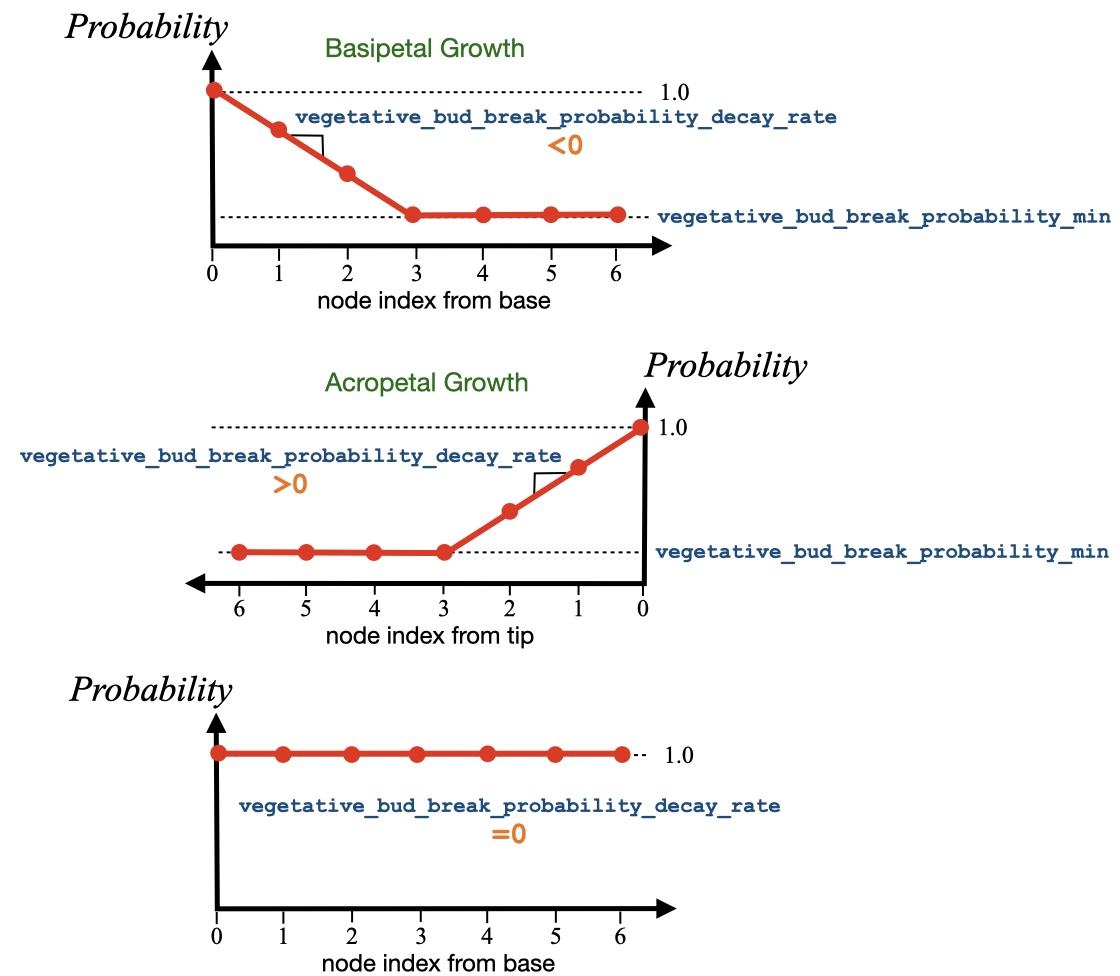 Probability
Basipetal Growth
1.0
vegetative_bud_break_probability_decay_rate
<0
vegetative_bud_break_probability_min
0 1 2 3 4 5 6
node index from base
Probability
Acropetal Growth
1.0
vegetative_bud_break_probability_decay_rate
>0
vegetative_bud_break_probability_min
6 5 4 3 2 1 0
node index from tip
Probability
1.0
vegetative_bud_break_probability_decay_rate
=0
0 1 2 3 4 5 6
node index from base